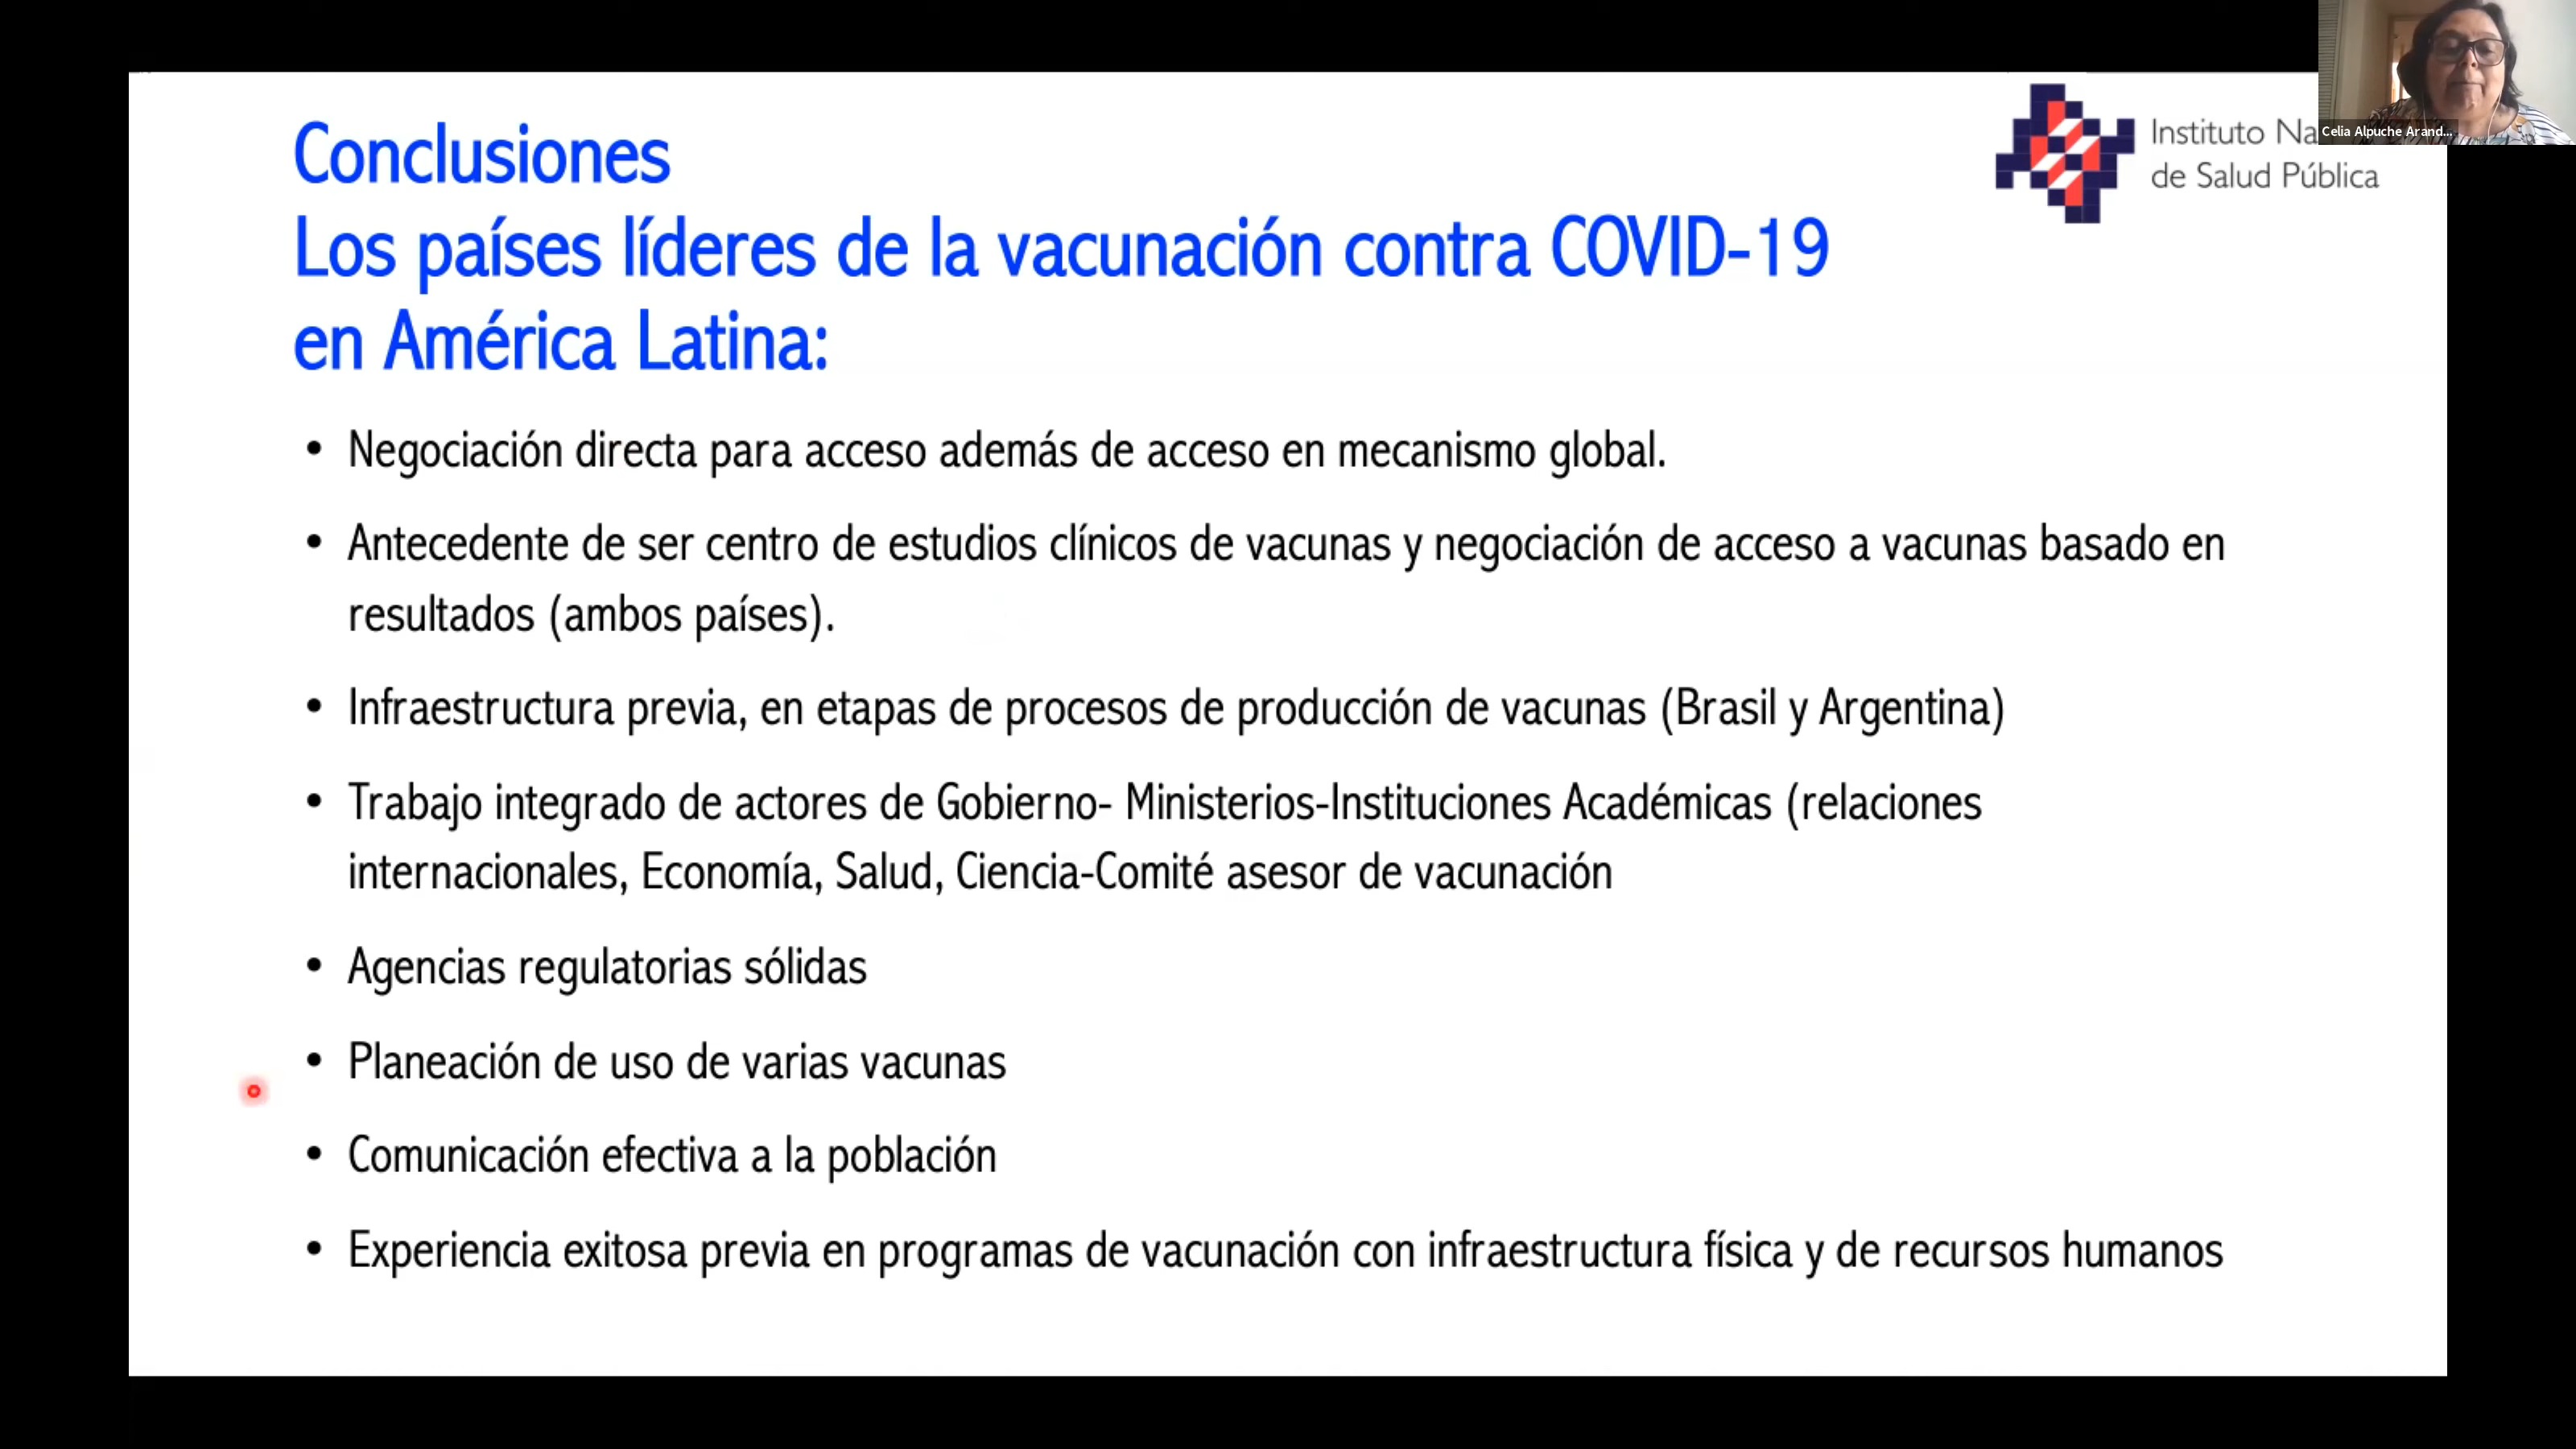 Conclusiones
Los países líderes de la vacunación contra COVID-19
en América Latina:
Instituto Na
de Salud Pública
Celia Alpuche Arand...
• Negociación directa para acceso además de acceso en mecanismo global.
• Antecedente de ser centro de estudios clínicos de vacunas y negociación de acceso a vacunas basado en
resultados (ambos países).
• Infraestructura previa, en etapas de procesos de producción de vacunas (Brasil y Argentina)
• Trabajo integrado de actores de Gobierno- Ministerios-Instituciones Académicas (relaciones
internacionales, Economía, Salud, Ciencia-Comité asesor de vacunación
• Agencias regulatorias sólidas
• Planeación de uso de varias vacunas
• Comunicación efectiva a la población
• Experiencia exitosa previa en programas de vacunación con infraestructura física y de recursos humanos